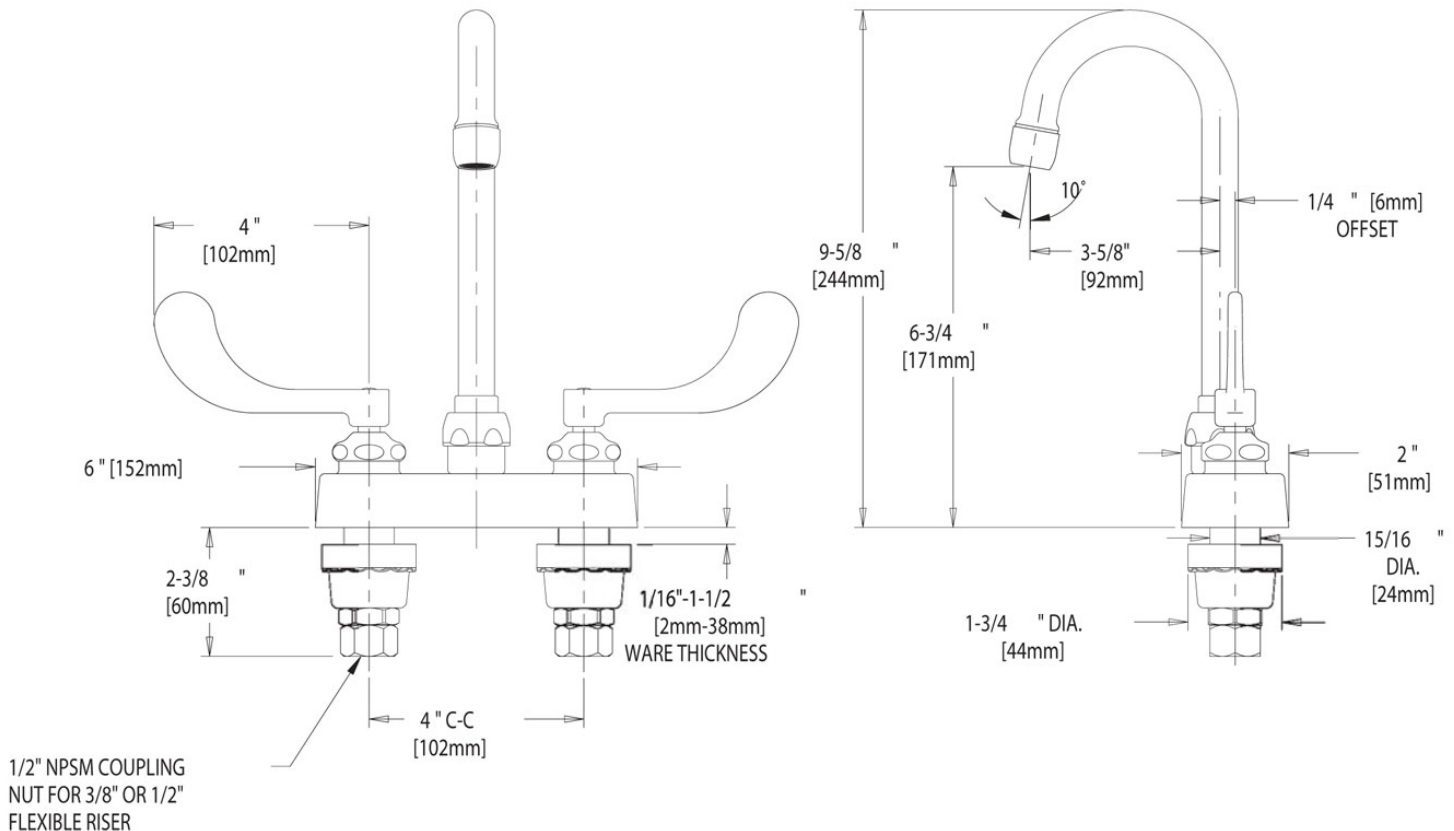 4 "
[102mm]
6 " [152mm]
2-3/8 "
[60mm]
1/16"-1-1/2 "
[2mm-38mm]
WARE THICKNESS
4 " C-C
[102mm]
1/2" NPSM COUPLING
NUT FOR 3/8" OR 1/2"
FLEXIBLE RISER
9-5/8 "
[244mm]
6-3/4 "
[171mm]
10°
3-5/8"
[92mm]
1/4 " [6mm]
OFFSET
2 "
[51mm]
15/16 "
DIA.
[24mm]
1-3/4 " DIA.
[44mm]